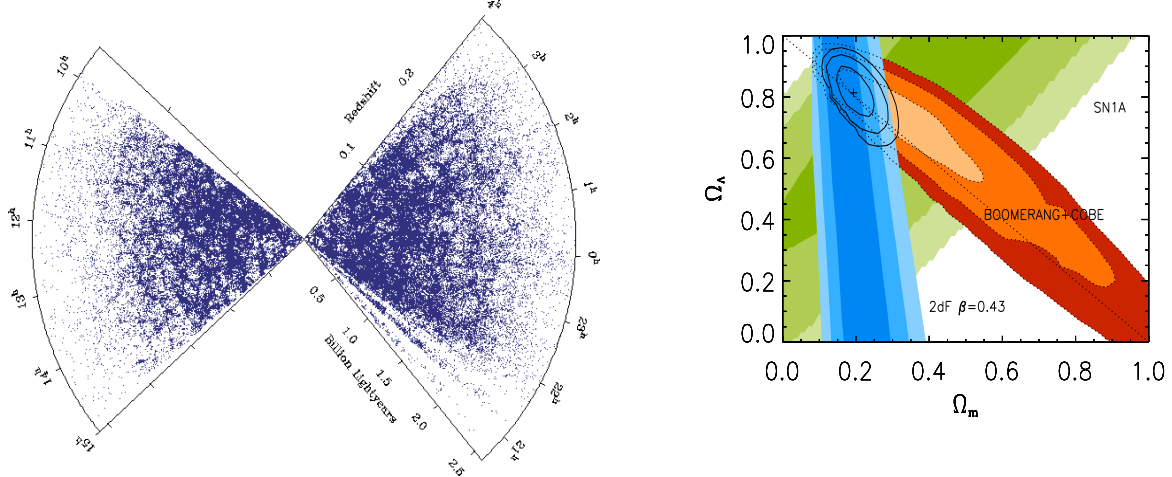 10ʰ
11ʰ
12ʰ
13ʰ
14ʰ
15ʰ
4ʰ
3ʰ
2ʰ
1ʰ
0ʰ
23ʰ
22ʰ
21ʰ
Redshift
0.1
0.2
0.5
1.0
1.5
2.0
2.5
Billion lightyears
1.0
0.8
0.6
0.4
0.2
0.0
Ω_Λ
SN1A
BOOMERANG+COBE
2dF β=0.43
0.0 0.2 0.4 0.6 0.8 1.0
Ω_m